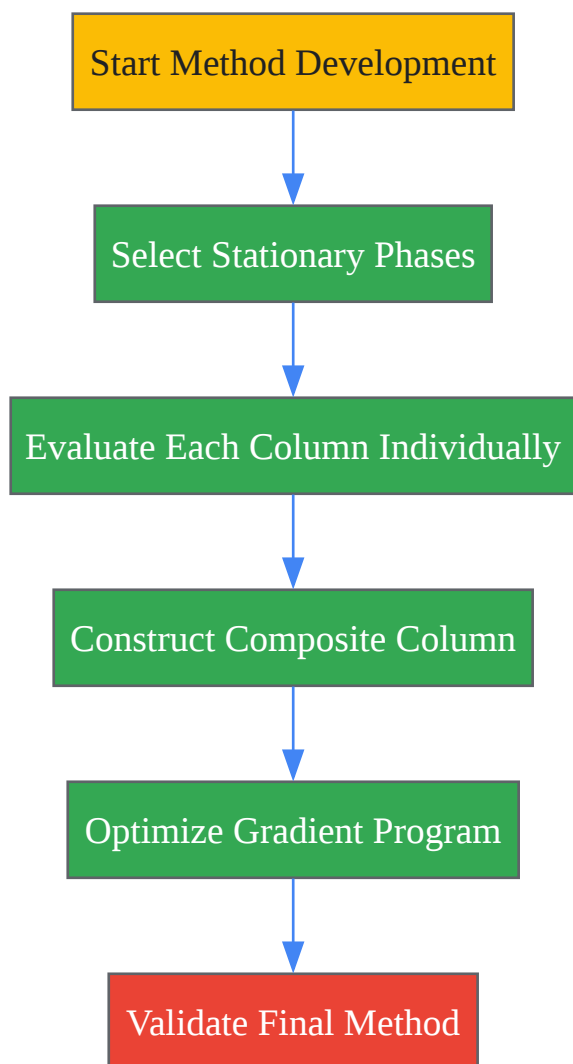 Start Method Development
Select Stationary Phases
Evaluate Each Column Individually
Construct Composite Column
Optimize Gradient Program
Validate Final Method